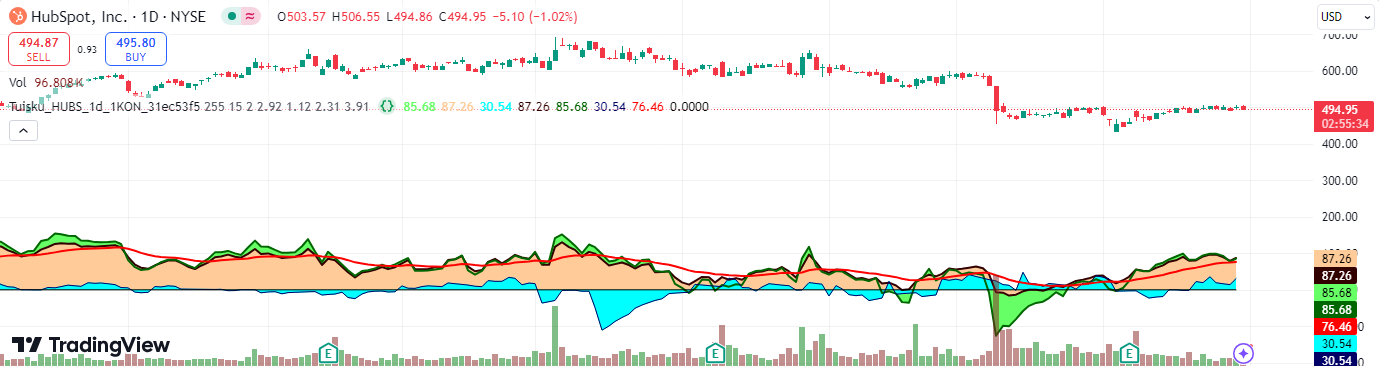 HubSpot, Inc. · 1D · NYSE O503.57 H506.55 L494.86 C494.95 −5.10 (−1.02%)
USD
494.87 SELL
0.93
495.80 BUY
Vol 96.808K
Tuisku_HUBS_1d_1KON_31ec53f5 255 15 2 2.92 1.12 2.31 3.91 {} 85.68 87.26 30.54 87.26 85.68 30.54 76.46 0.0000
700.00
600.00
494.95
02:55:34
400.00
300.00
200.00
87.26
87.26
85.68
85.68
76.46
30.54
30.54
TradingView
E
E
E